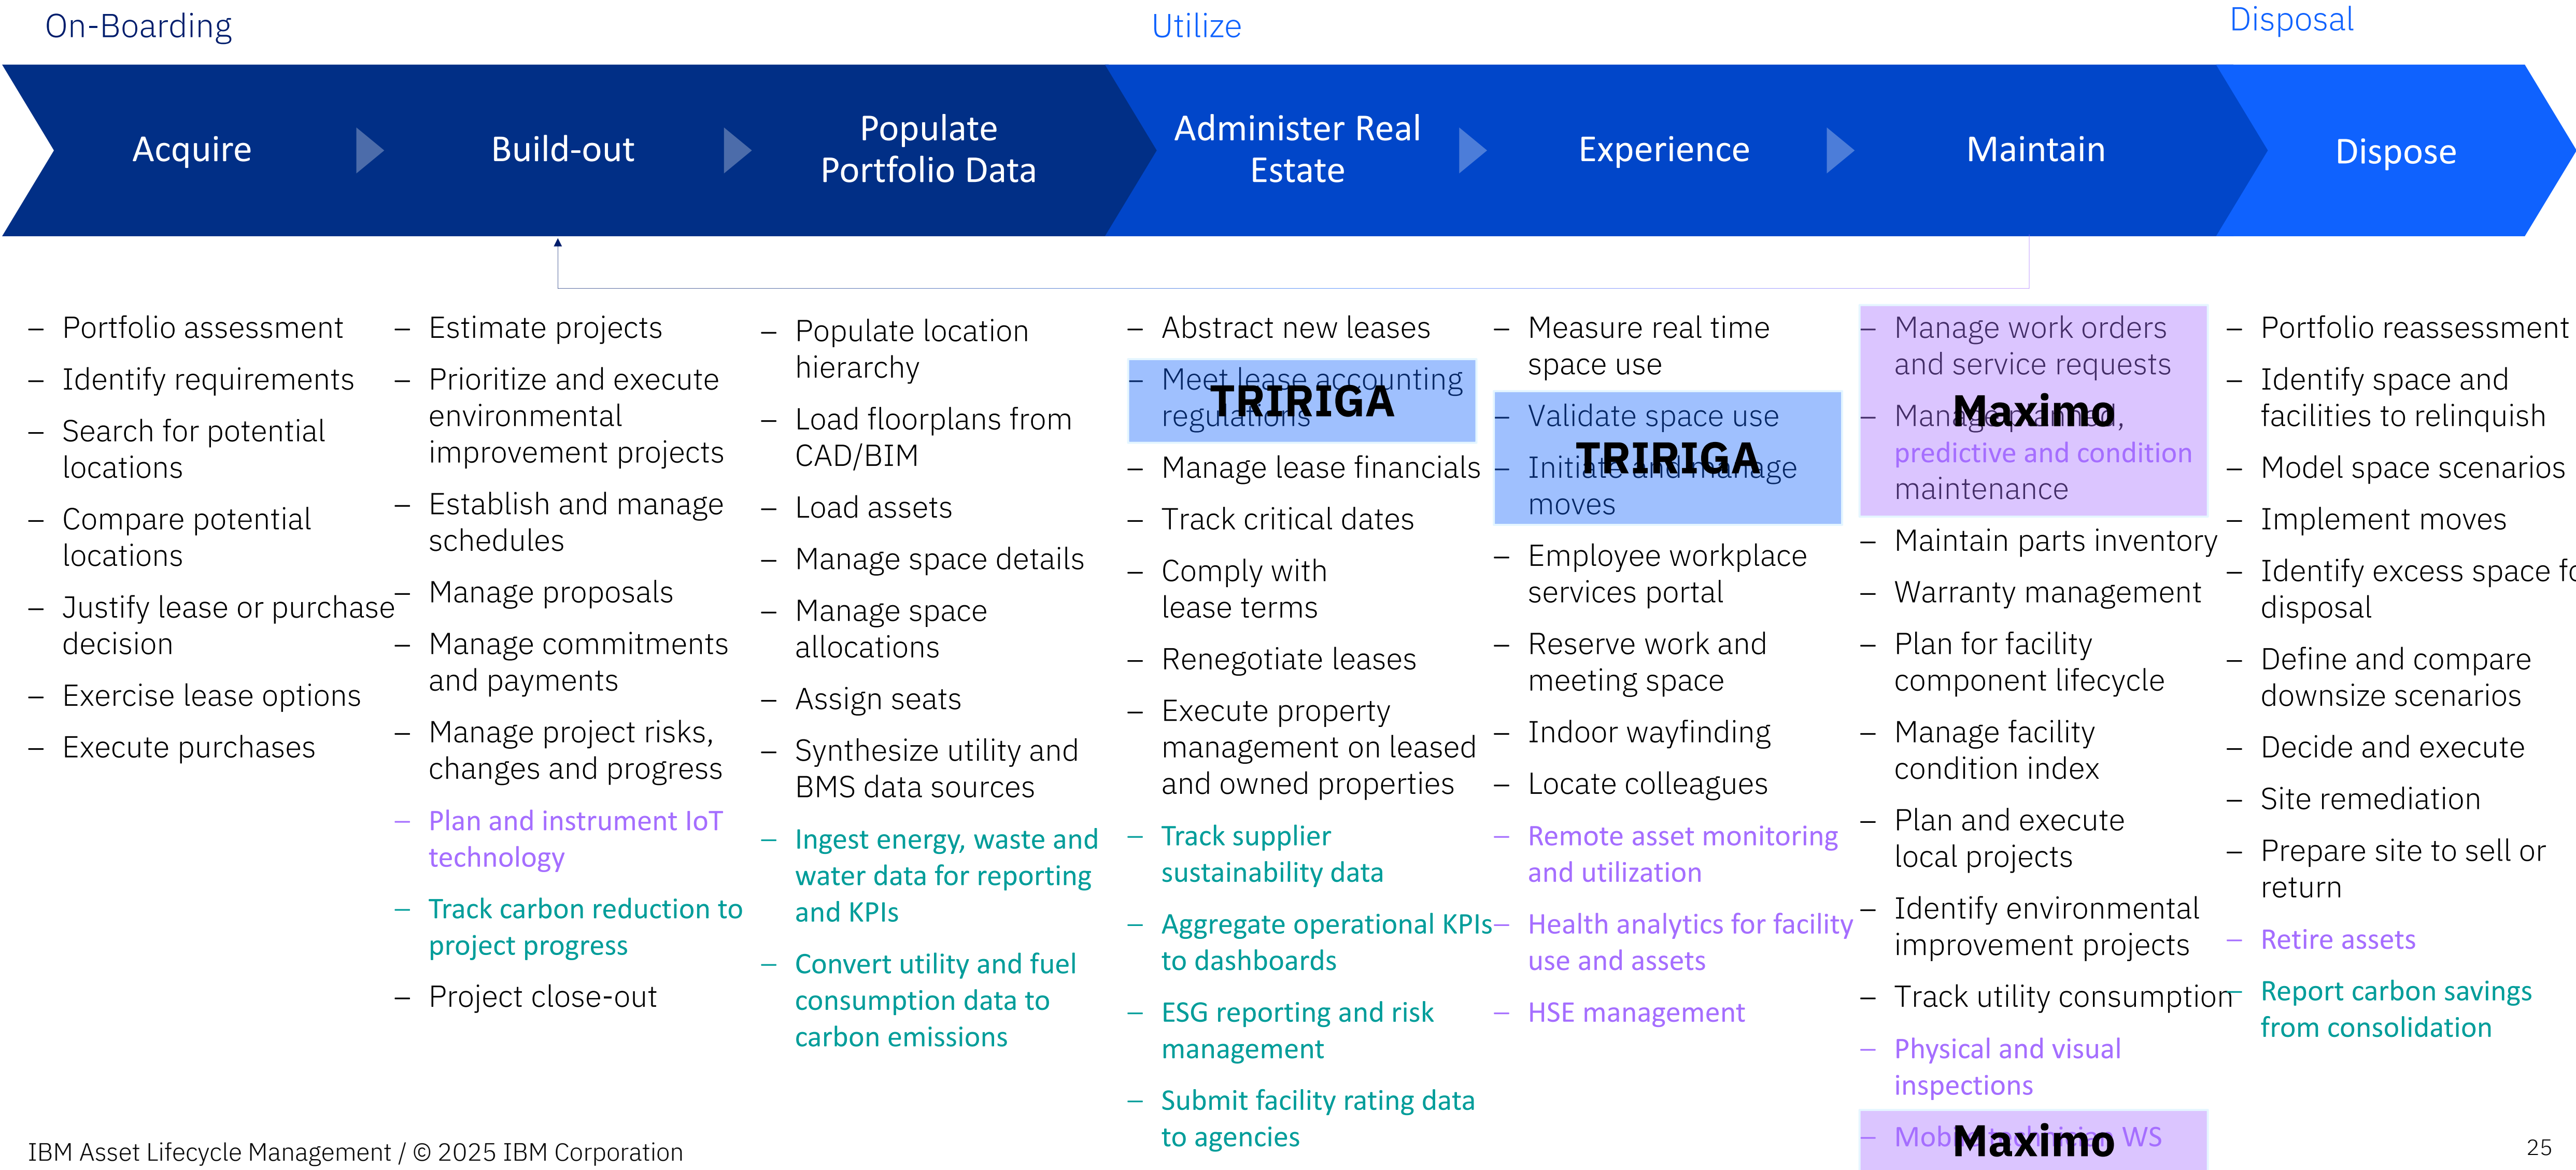 On-Boarding
Utilize
Disposal
Acquire
Build-out
Populate
Portfolio Data
Administer Real
Estate
Experience
Maintain
Dispose
– Portfolio assessment
– Identify requirements
– Search for potential
locations
– Compare potential
locations
– Justify lease or purchase
decision
– Exercise lease options
– Execute purchases
– Estimate projects
– Prioritize and execute
environmental
improvement projects
– Establish and manage
schedules
– Manage proposals
– Manage commitments
and payments
– Manage project risks,
changes and progress
– Plan and instrument IoT
technology
– Track carbon reduction to
project progress
– Project close-out
– Populate location
hierarchy
– Load floorplans from
CAD/BIM
– Load assets
– Manage space details
– Manage space
allocations
– Assign seats
– Synthesize utility and
BMS data sources
– Ingest energy, waste and
water data for reporting
and KPIs
– Convert utility and fuel
consumption data to
carbon emissions
– Abstract new leases
– Meet lease accounting
regulations
TRIRIGA
– Manage lease financials
– Track critical dates
– Comply with
lease terms
– Renegotiate leases
– Execute property
management on leased
and owned properties
– Track supplier
sustainability data
– Aggregate operational KPIs
to dashboards
– ESG reporting and risk
management
– Submit facility rating data
to agencies
– Measure real time
space use
– Validate space use
– Initiate and manage
moves
TRIRIGA
– Employee workplace
services portal
– Reserve work and
meeting space
– Indoor wayfinding
– Locate colleagues
– Remote asset monitoring
and utilization
– Health analytics for facility
use and assets
– HSE management
– Manage work orders
and service requests
– Manage planned,
predictive and condition
maintenance
Maximo
– Maintain parts inventory
– Warranty management
– Plan for facility
component lifecycle
– Manage facility
condition index
– Plan and execute
local projects
– Identify environmental
improvement projects
– Track utility consumption
– Physical and visual
inspections
– Mobile technician WS
Maximo
– Portfolio reassessment
– Identify space and
facilities to relinquish
– Model space scenarios
– Implement moves
– Identify excess space fo
disposal
– Define and compare
downsize scenarios
– Decide and execute
– Site remediation
– Prepare site to sell or
return
– Retire assets
– Report carbon savings
from consolidation
IBM Asset Lifecycle Management / © 2025 IBM Corporation
25